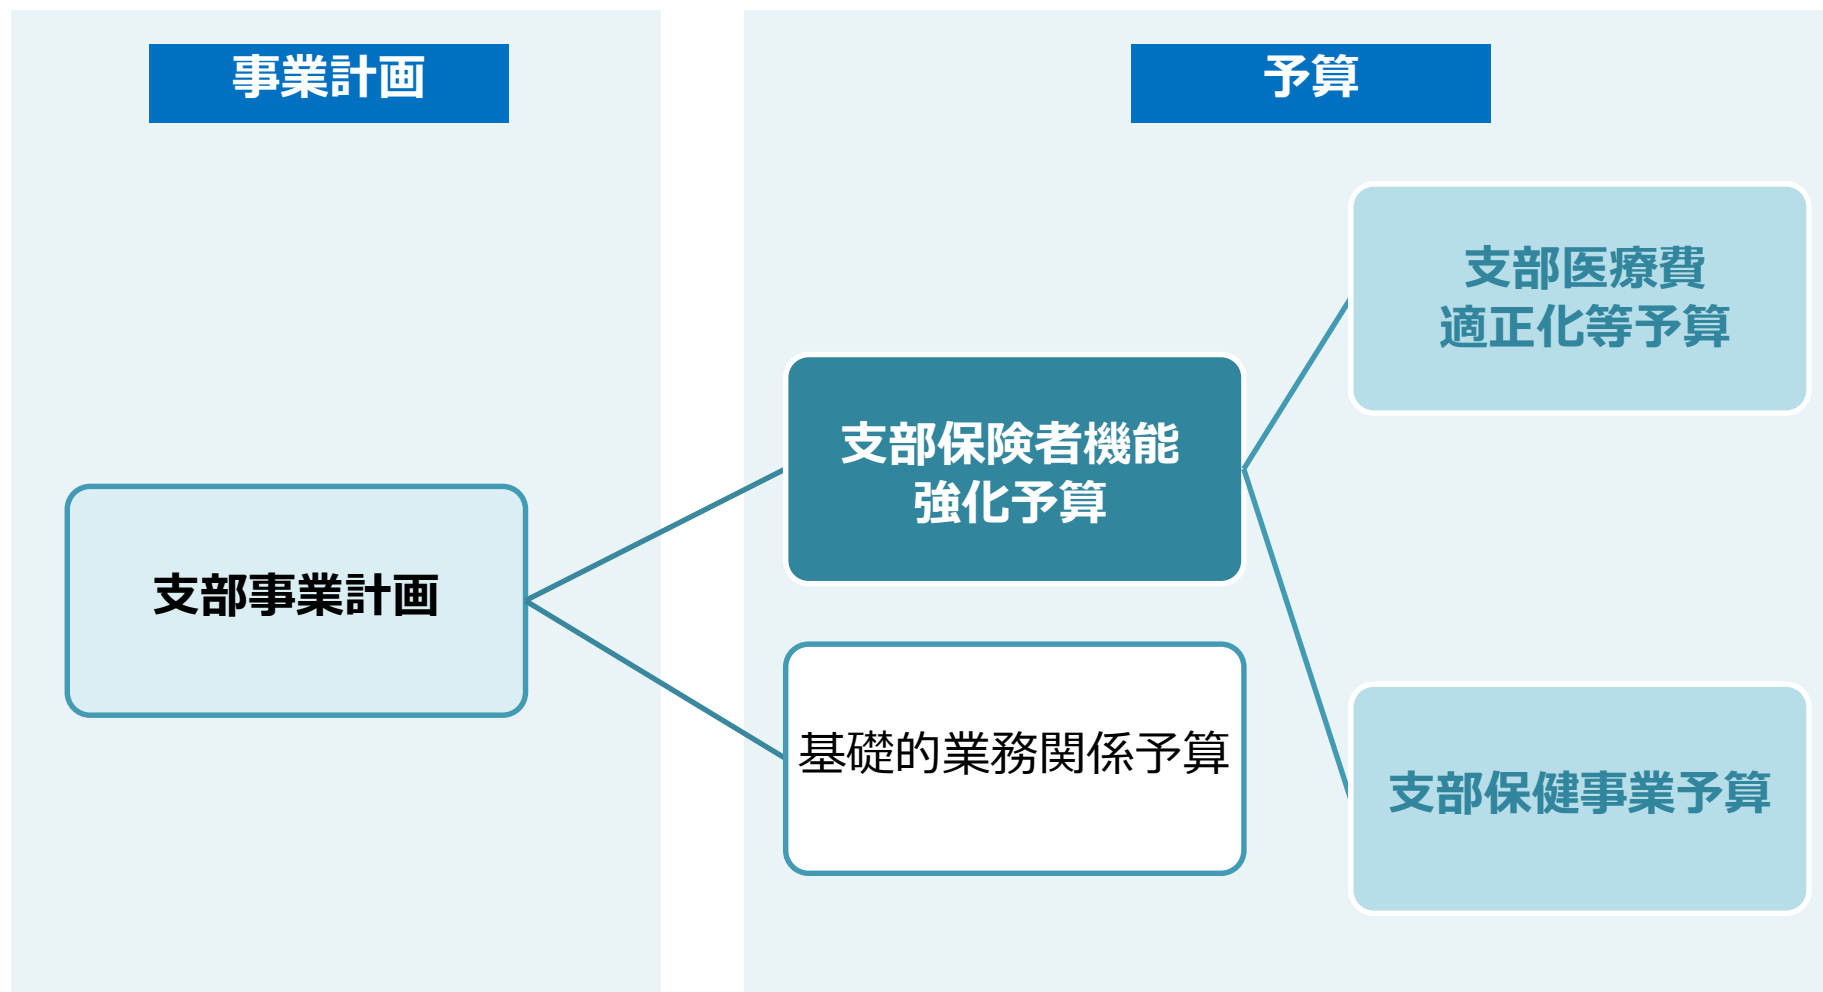 事業計画
予算
支部事業計画
支部保険者機能
強化予算
基礎的業務関係予算
支部医療費
適正化等予算
支部保健事業予算